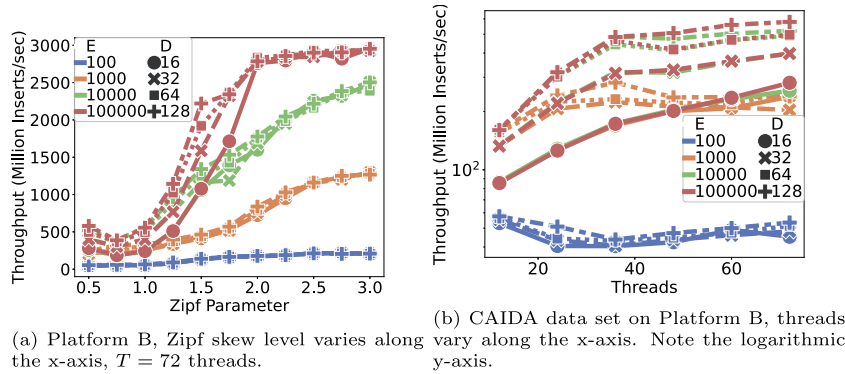 Throughput (Million Inserts/sec)
3000
2500
2000
1500
1000
500
0
E D
100 16
1000 32
10000 64
100000 128
0.5 1.0 1.5 2.0 2.5 3.0
Zipf Parameter
(a) Platform B, Zipf skew level varies along
the x-axis, T = 72 threads.
Throughput (Million Inserts/sec)
10²
E D
100 16
1000 32
10000 64
100000 128
20 40 60
Threads
(b) CAIDA data set on Platform B, threads
vary along the x-axis. Note the logarithmic
y-axis.